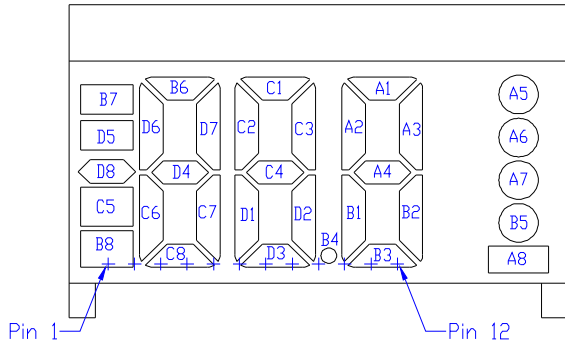 B6 C1 A1
B7 A5
D6 D7 C2 C3 A2 A3
D5 A6
D8 D4 C4 A4 A7
C5 C6 C7 D1 D2 B1 B2
B5
B8 C8 D3 B4 B3 A8
Pin 1 Pin 12